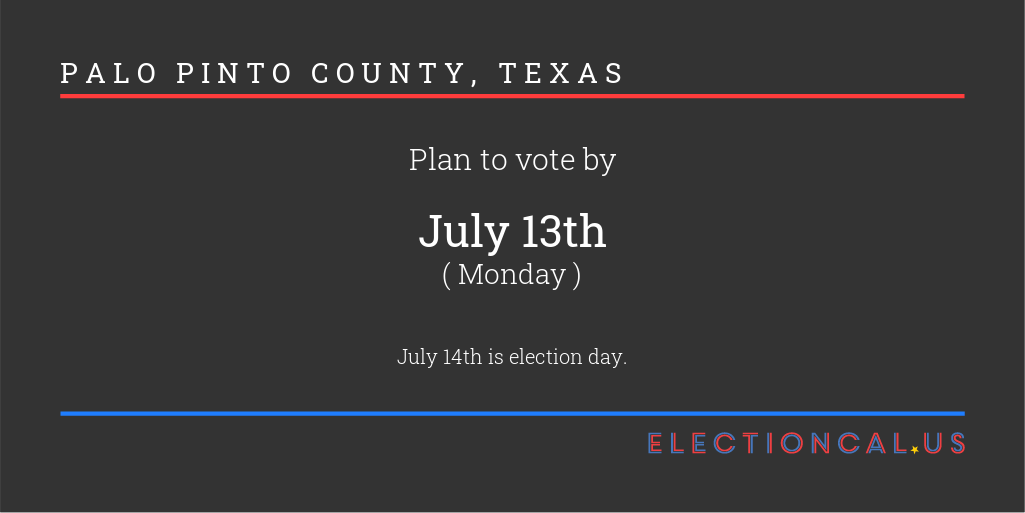 PALO PINTO COUNTY, TEXAS
Plan to vote by
July 13th
( Monday )
July 14th is election day.
ELECTIONCAL.US